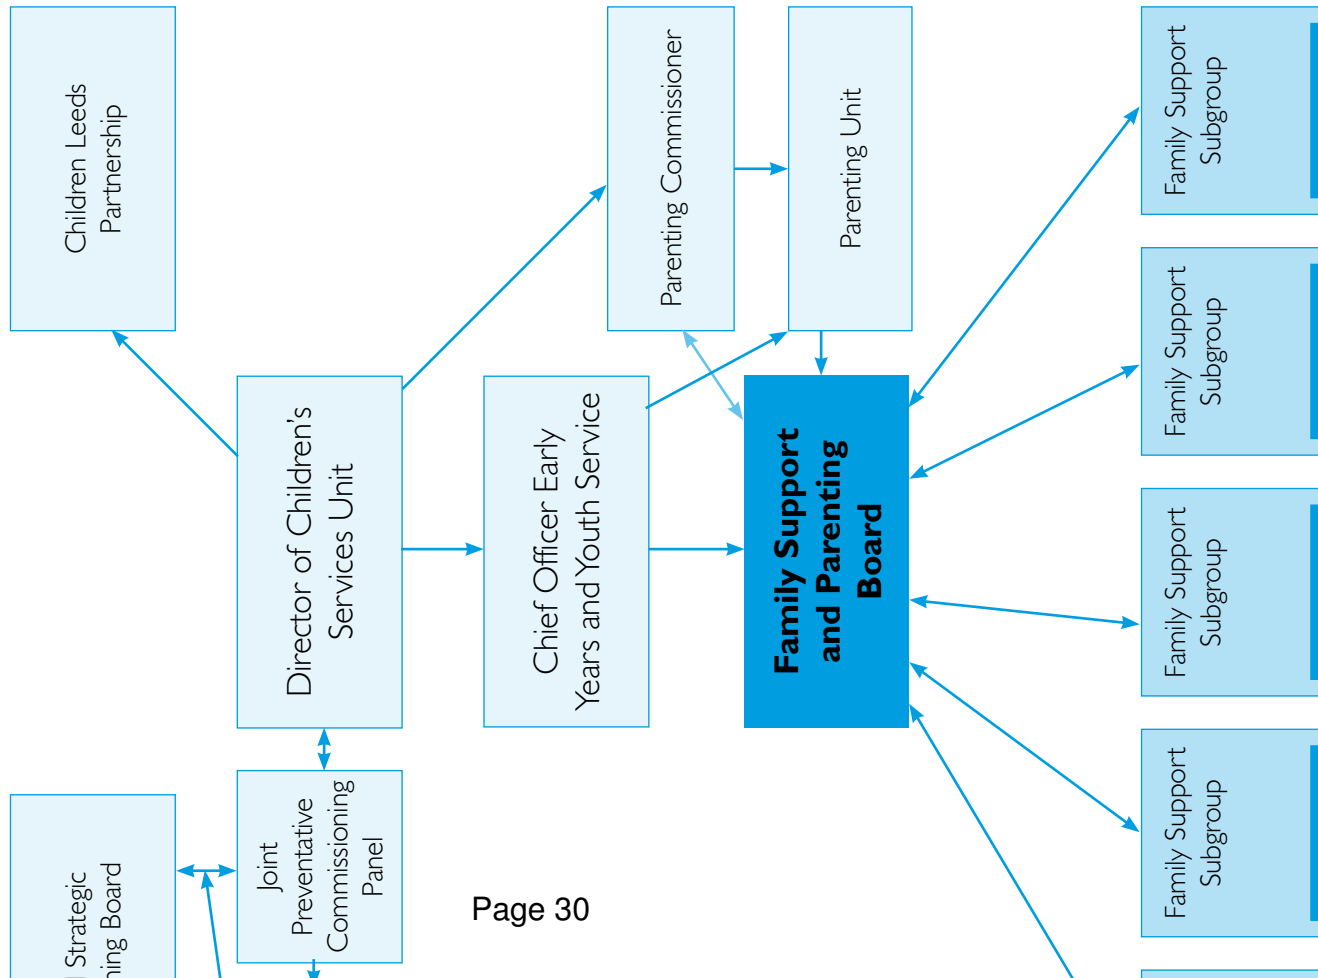 Children Leeds
Partnership
Director of Children's
Services Unit
Joint
Preventative
Commissioning
Panel
Strategic
Board
Chief Officer Early
Years and Youth Service
Parenting Commissioner
Parenting Unit
Family Support
and Parenting
Board
Family Support
Subgroup
Family Support
Subgroup
Family Support
Subgroup
Family Support
Subgroup
Page 30